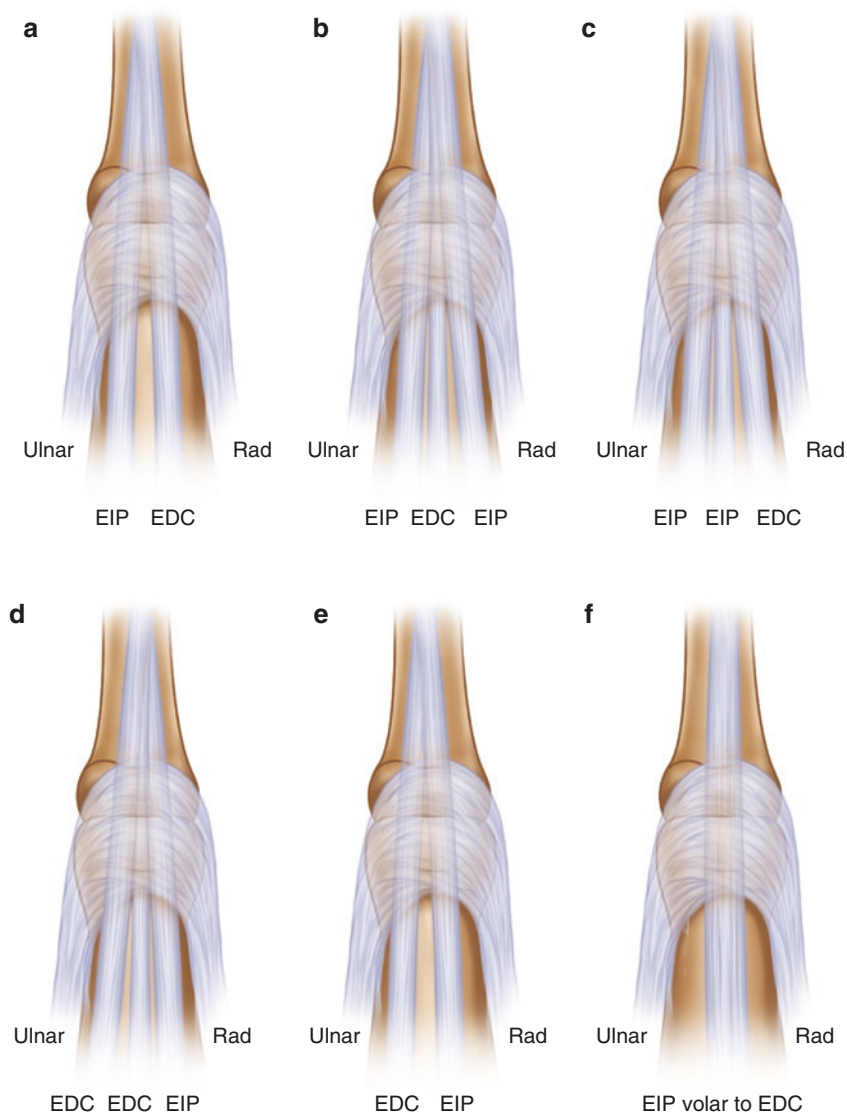 a
b
c
Ulnar
Rad
Ulnar
Rad
Ulnar
Rad
EIP EDC
EIP EDC EIP
EIP EIP EDC
d
e
f
Ulnar
Rad
Ulnar
Rad
Ulnar
Rad
EDC EDC EIP
EDC EIP
EIP volar to EDC